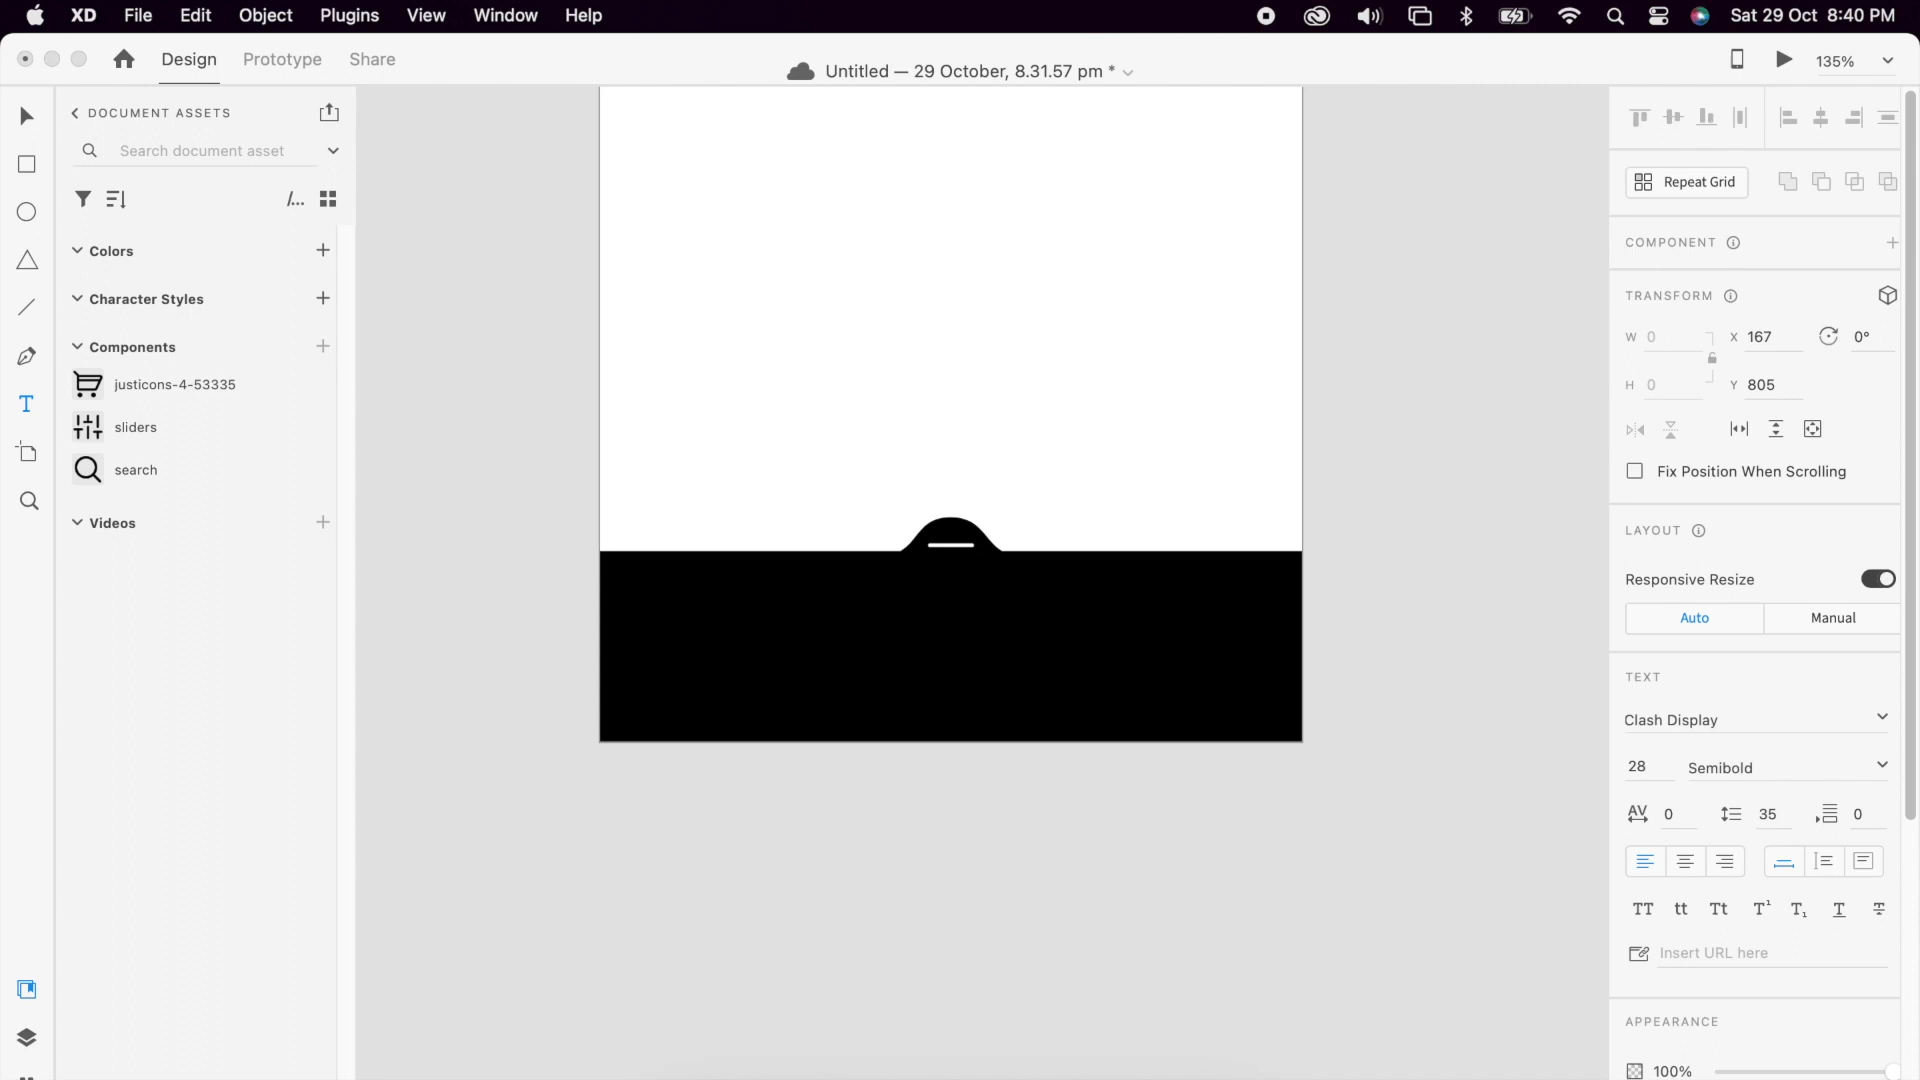 XD File Edit Object Plugins View Window Help Sat 29 Oct 8:40 PM
Design Prototype Share
Untitled — 29 October, 8.31.57 pm *
135%
DOCUMENT ASSETS
Search document asset
/...
Colors
Character Styles
Components
justicons-4-53335
sliders
search
Videos
Repeat Grid
COMPONENT
TRANSFORM
W 0 X 167 0°
H 0 Y 805
Fix Position When Scrolling
LAYOUT
Responsive Resize
Auto Manual
TEXT
Clash Display
28 Semibold
AV 0 35 0
TT tt Tt T¹ T₁ T T
Insert URL here
APPEARANCE
100%